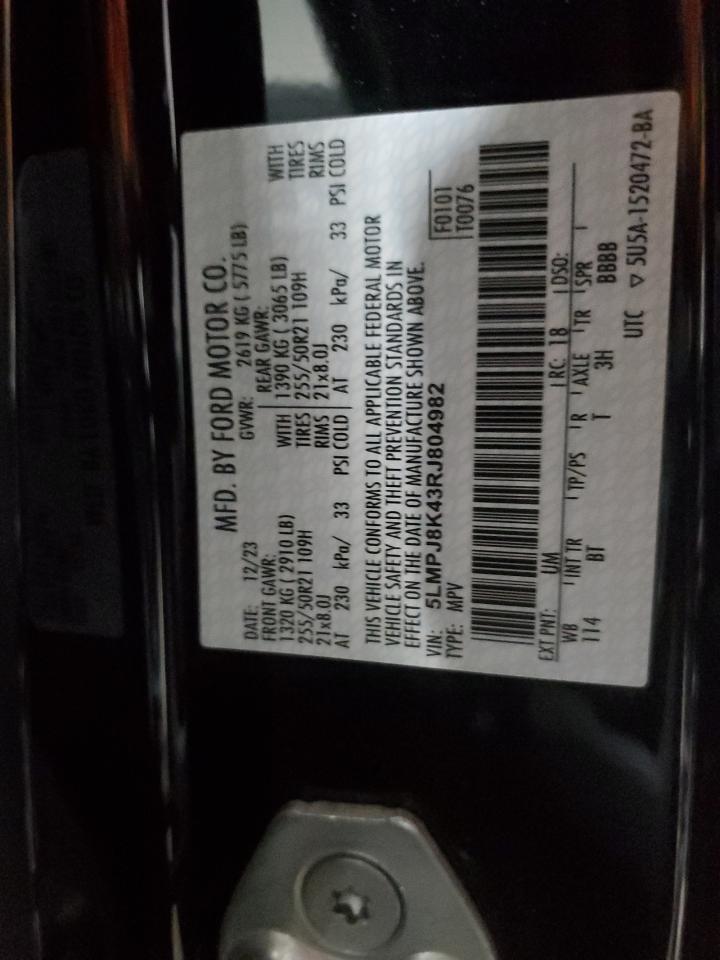 MFD. BY FORD MOTOR CO.
DATE: 12/23 GVWR: 2619 KG ( 5775 LB)
FRONT GAWR: REAR GAWR:
1320 KG ( 2910 LB) WITH 1390 KG ( 3065 LB) WITH
255/50R21 109H TIRES 255/50R21 109H TIRES
21x8.0J RIMS 21x8.0J RIMS
AT 230 kPa/ 33 PSI COLD AT 230 kPa/ 33 PSI COLD
THIS VEHICLE CONFORMS TO ALL APPLICABLE FEDERAL MOTOR
VEHICLE SAFETY AND THEFT PREVENTION STANDARDS IN
EFFECT ON THE DATE OF MANUFACTURE SHOWN ABOVE.
VIN: 5LMPJ8K43RJ804982 F0101
TYPE: MPV T0076
EXT PNT: UM RC: 18 DSO:
WB INT TR TP/PS R AXLE TR SPR
114 BT T 3H BBBB
UTC ▽ 5U5A-1520472-BA